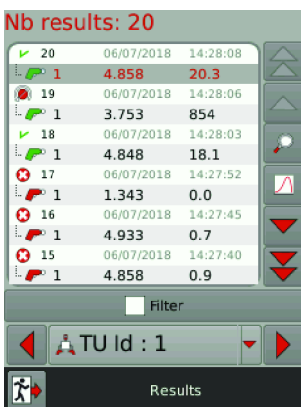 Nb results: 20
20 06/07/2018 14:28:08
1 4.858 20.3
19 06/07/2018 14:28:06
1 3.753 854
18 06/07/2018 14:28:03
1 4.848 18.1
17 06/07/2018 14:27:52
1 1.343 0.0
16 06/07/2018 14:27:45
1 4.933 0.7
15 06/07/2018 14:27:40
1 4.858 0.9
Filter
TU Id : 1
Results